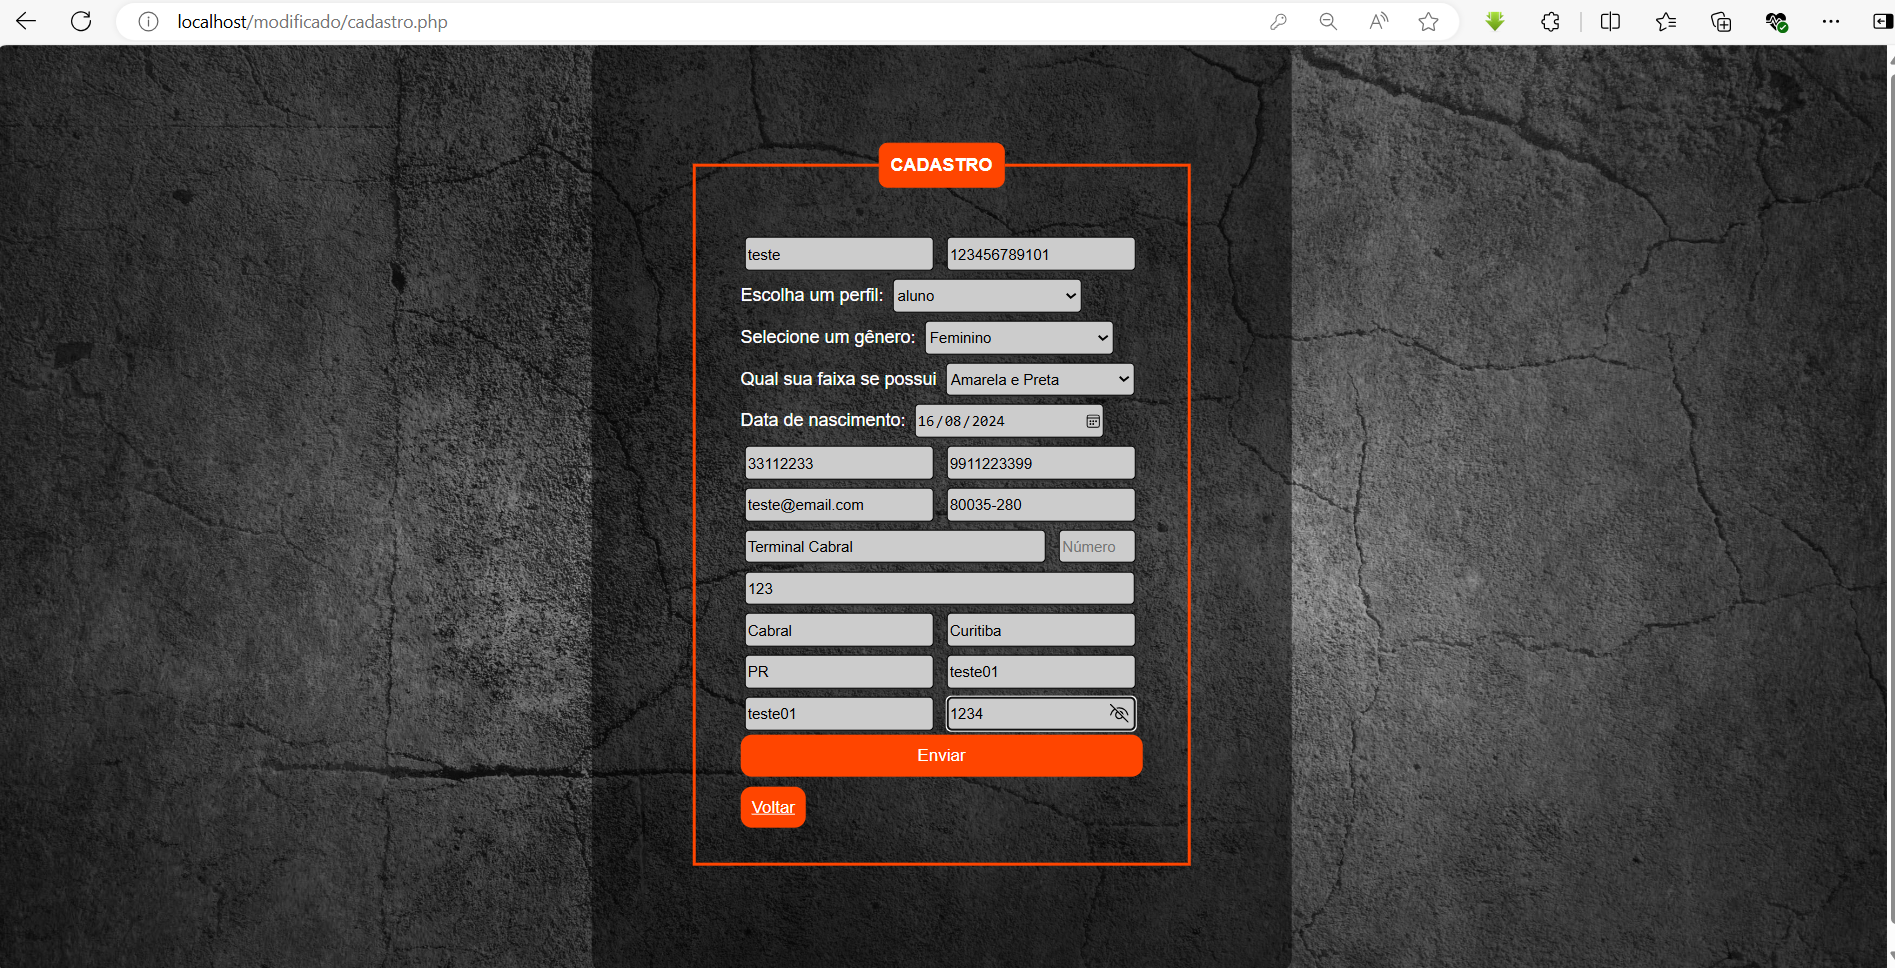 localhost/modificado/cadastro.php
CADASTRO
teste 123456789101
Escolha um perfil: aluno
Selecione um gênero: Feminino
Qual sua faixa se possui Amarela e Preta
Data de nascimento: 16/08/2024
33112233 9911223399
teste@email.com 80035-280
Terminal Cabral Número
123
Cabral Curitiba
PR teste01
teste01 1234
Enviar
Voltar